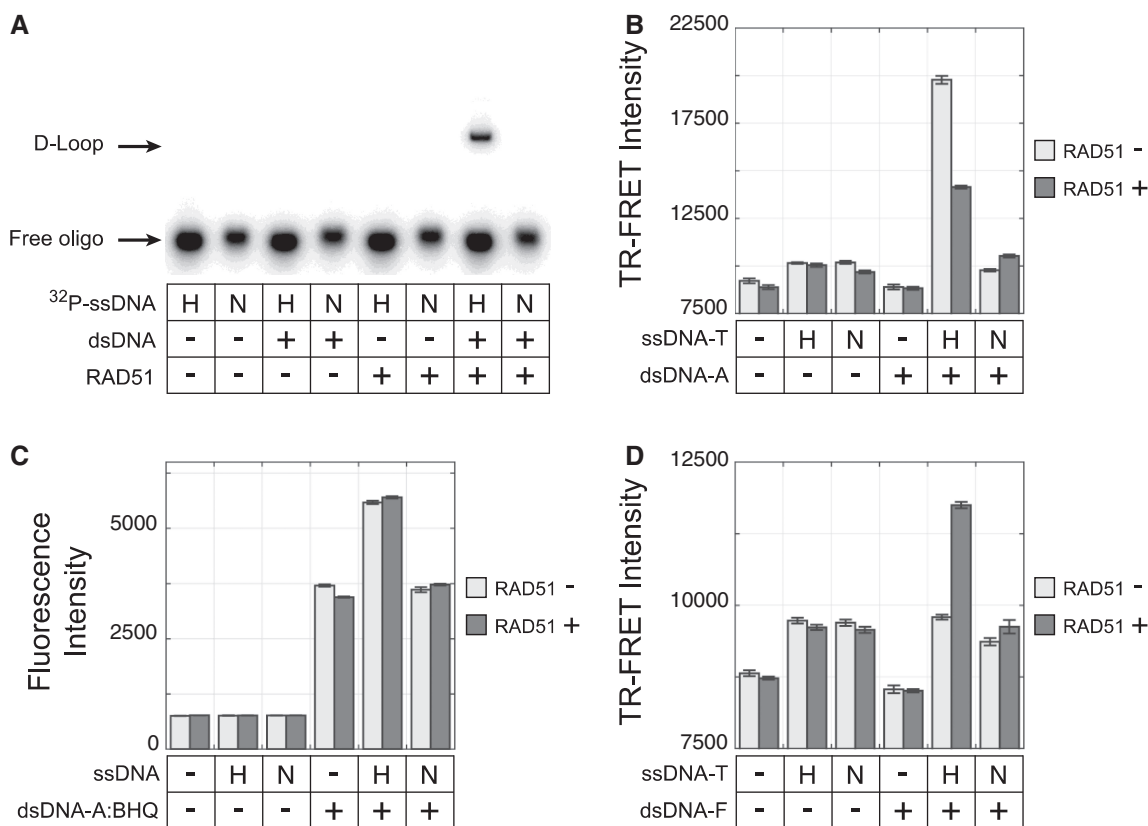 A
D-Loop
Free oligo
32P-ssDNA H N H N H N H N
dsDNA - - + + - - + +
RAD51 - - - - + + + +
B
TR-FRET Intensity
22500
17500
12500
7500
RAD51 -
RAD51 +
ssDNA-T - H N - H N
dsDNA-A - - - + + +
C
Fluorescence
Intensity
5000
2500
0
RAD51 -
RAD51 +
ssDNA - H N - H N
dsDNA-A:BHQ - - - + + +
D
TR-FRET Intensity
12500
10000
7500
RAD51 -
RAD51 +
ssDNA-T - H N - H N
dsDNA-F - - - + + +